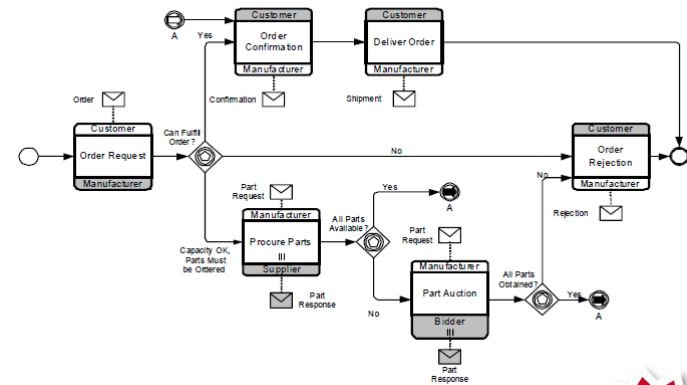 Customer
Order
Confirmation
Manufacturer
Customer
Deliver Order
Manufacturer
A
Yes
Order
Confirmation
Shipment
Customer
Order Request
Manufacturer
Can Fulfill
Order?
No
Customer
Order
Rejection
Manufacturer
Rejection
Part
Request
Manufacturer
Procure Parts
Supplier
Part
Response
Capacity OK,
Parts Must
be Ordered
All Parts
Available?
Yes
A
No
Part
Request
Manufacturer
Part Auction
Bidder
Part
Response
All Parts
Obtained?
No
Yes
A